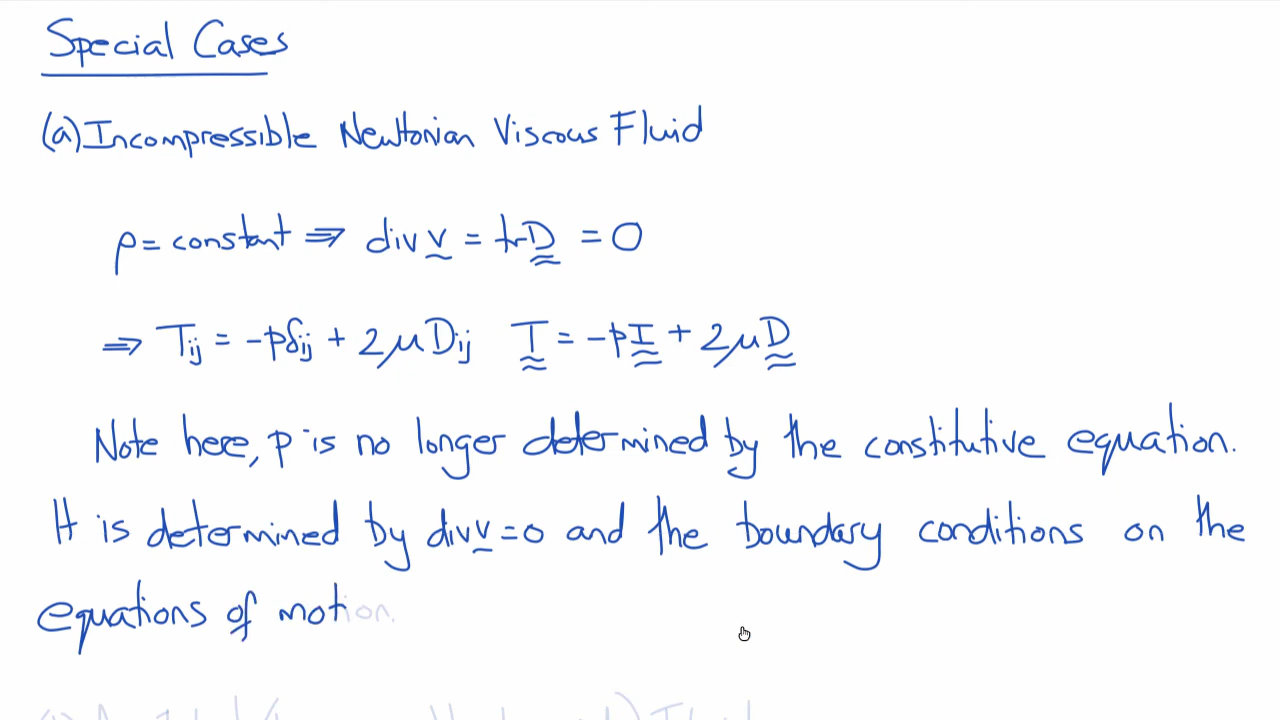 Special Cases
(a) Incompressible Newtonian Viscous Fluid
ρ = constant ⇒ div v = tr D = 0
⇒ Tij = -pδij + 2μDij T = -pI + 2μD
Note here, p is no longer determined by the constitutive equation.
It is determined by div v = 0 and the boundary conditions on the
equations of motion.